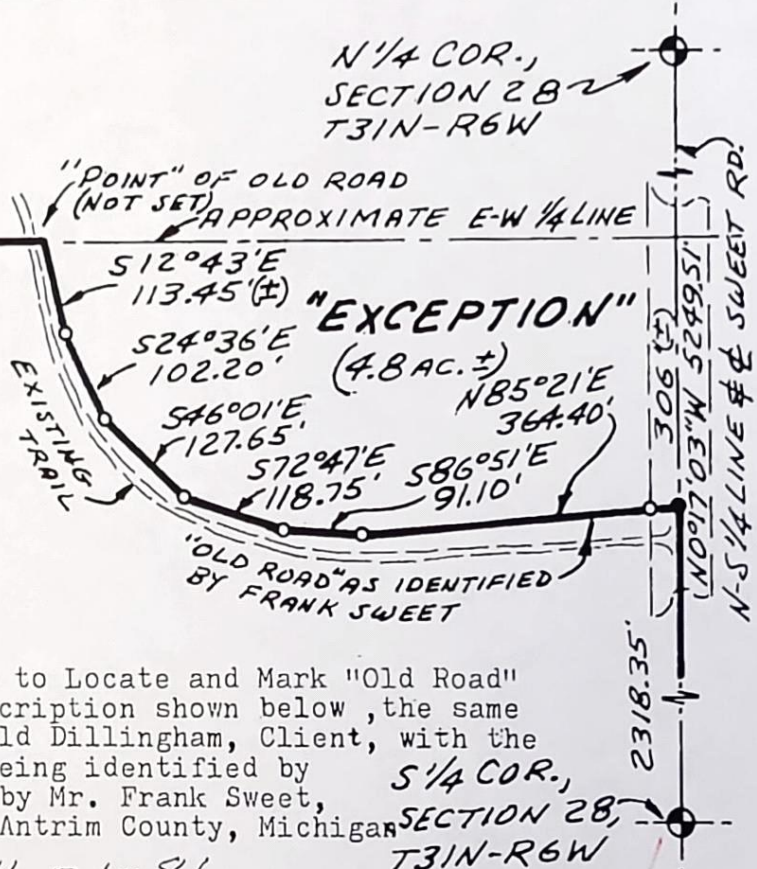 N 1/4 COR.,
SECTION 28
T31N-R6W
"POINT" OF OLD ROAD
(NOT SET)
APPROXIMATE E-W 1/4 LINE
S12°43'E
113.45'(±)
"EXCEPTION"
(4.8 AC. ±)
S24°36'E
102.20'
N85°21'E
364.40'
S46°01'E
127.65'
S72°47'E
118.75'
S86°51'E
91.10'
EXISTING
TRAIL
"OLD ROAD" AS IDENTIFIED
BY FRANK SWEET
306'(±)
(N0°17'03"W 5249.51'
N-S 1/4 LINE & ℄ SWEET RD.
2318.35'
to Locate and Mark "Old Road"
cription shown below ,the same
ld Dillingham, Client, with the
eing identified by
by Mr. Frank Sweet,
Antrim County, Michigan
S 1/4 COR.,
SECTION 28,
T31N-R6W